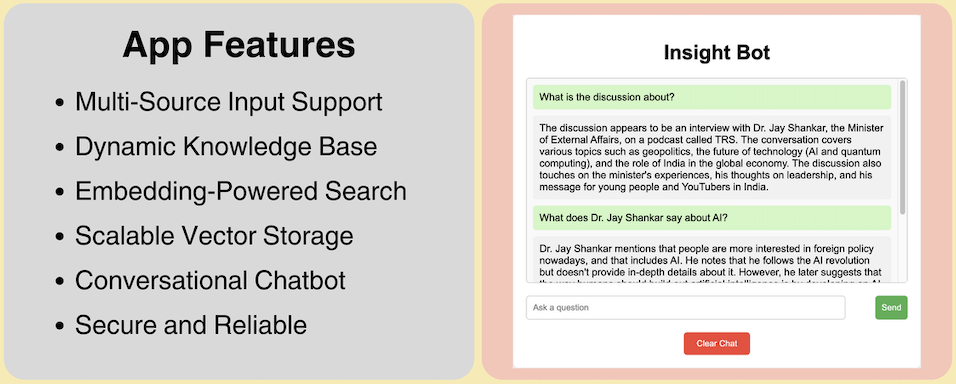 App Features
• Multi-Source Input Support
• Dynamic Knowledge Base
• Embedding-Powered Search
• Scalable Vector Storage
• Conversational Chatbot
• Secure and Reliable
Insight Bot
What is the discussion about?
The discussion appears to be an interview with Dr. Jay Shankar, the Minister
of External Affairs, on a podcast called TRS. The conversation covers
various topics such as geopolitics, the future of technology (AI and quantum
computing), and the role of India in the global economy. The discussion also
touches on the minister's experiences, his thoughts on leadership, and his
message for young people and YouTubers in India.
What does Dr. Jay Shankar say about AI?
Dr. Jay Shankar mentions that people are more interested in foreign policy
nowadays, and that includes AI. He notes that he follows the AI revolution
but doesn't provide in-depth details about it. However, he later suggests that
Ask a question
Send
Clear Chat